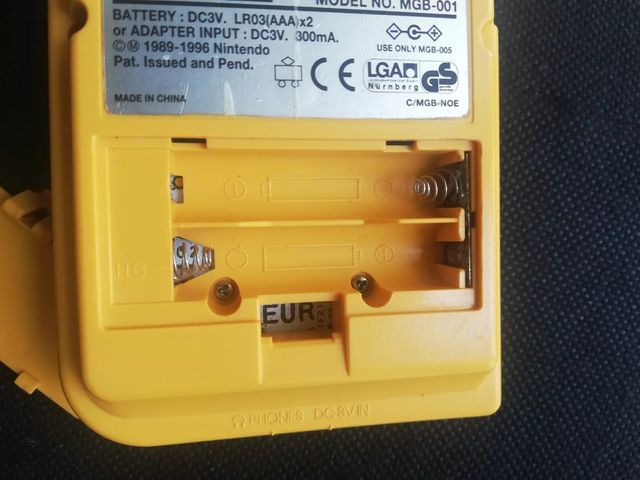 MODEL NO. MGB-001
BATTERY : DC3V. LR03(AAA)x2
or ADAPTER INPUT : DC3V. 300mA.
©Ⓜ 1989-1996 Nintendo
Pat. Issued and Pend.
USE ONLY MGB-005
CE
LGA
Nürnberg
GS
MADE IN CHINA
C/MGB-NOE
116
EUR
(F2)
PHONES DC3V IN